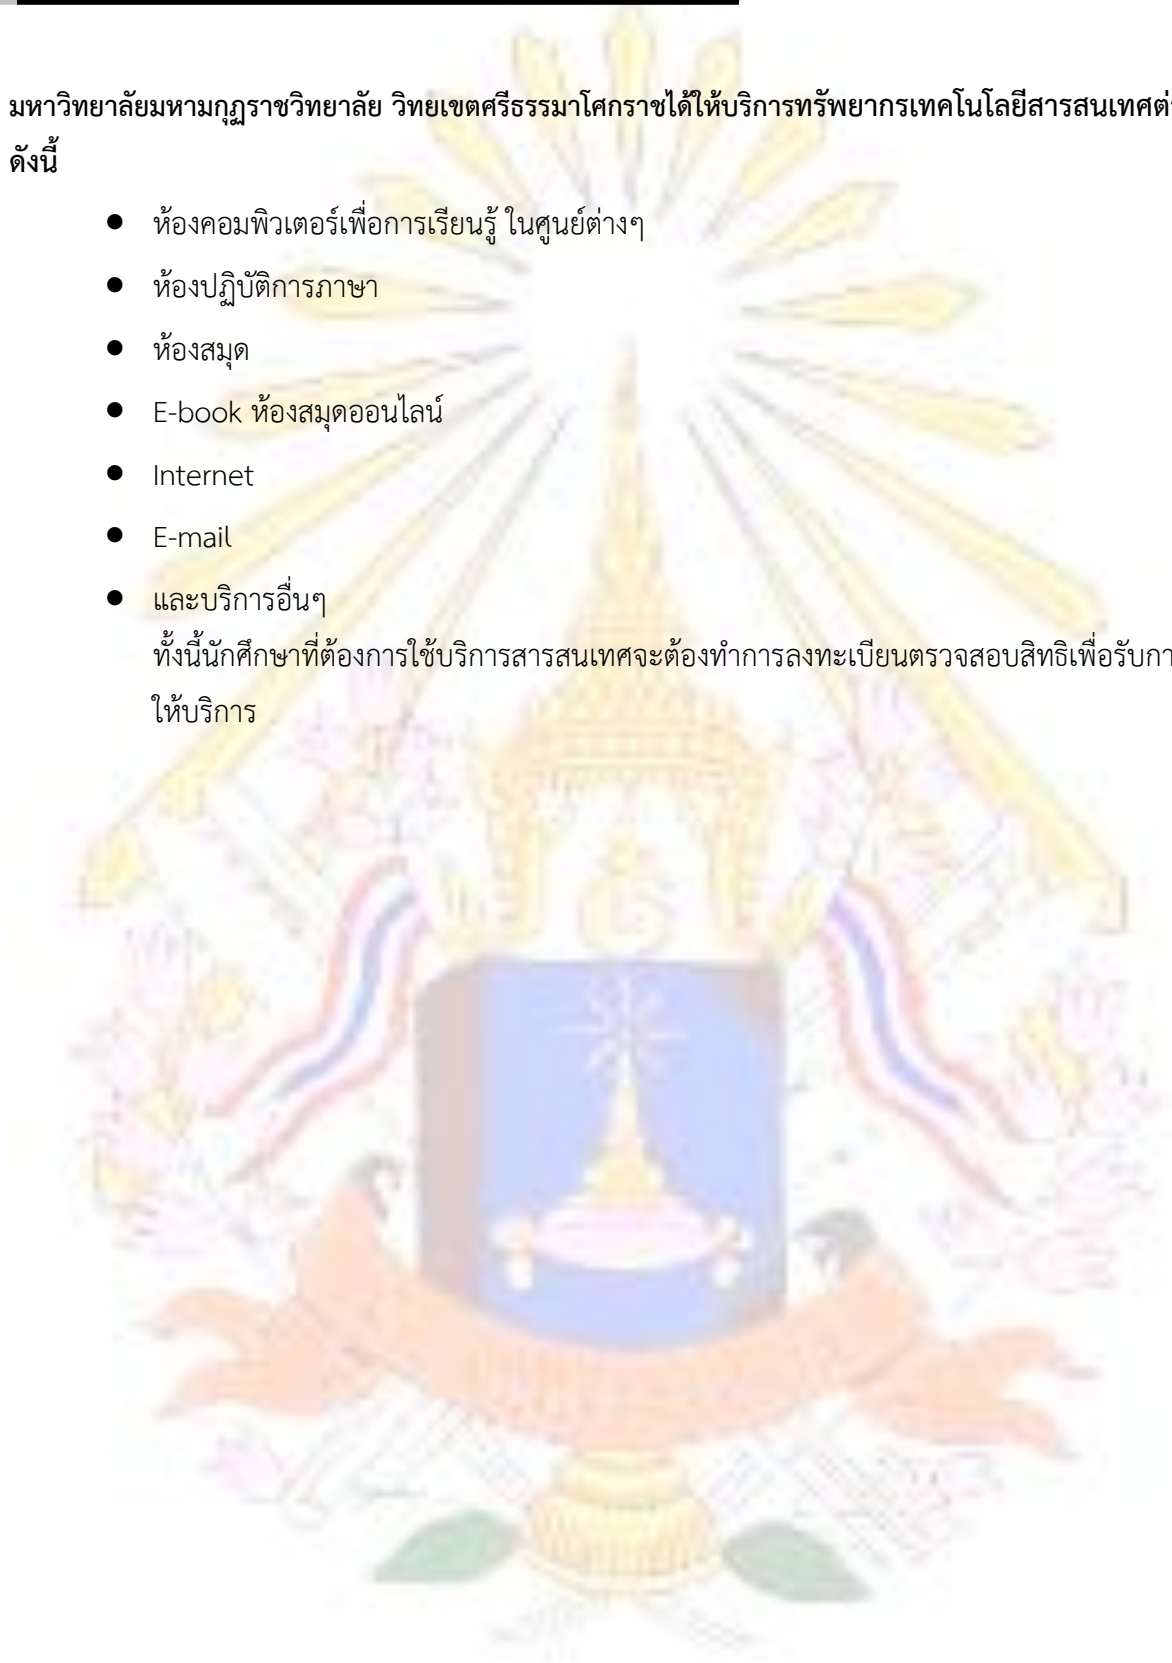 มหาวิทยาลัยมหามกุฏราชวิทยาลัย วิทยเขตศรีธรรมาโศกราชได้ให้บริการทรัพยากรเทคโนโลยีสารสนเทศต่
ดังนี้
● ห้องคอมพิวเตอร์เพื่อการเรียนรู้ ในศูนย์ต่างๆ
● ห้องปฏิบัติการภาษา
● ห้องสมุด
● E-book ห้องสมุดออนไลน์
● Internet
● E-mail
● และบริการอื่นๆ
ทั้งนี้นักศึกษาที่ต้องการใช้บริการสารสนเทศจะต้องทำการลงทะเบียนตรวจสอบสิทธิเพื่อรับกา
ให้บริการ